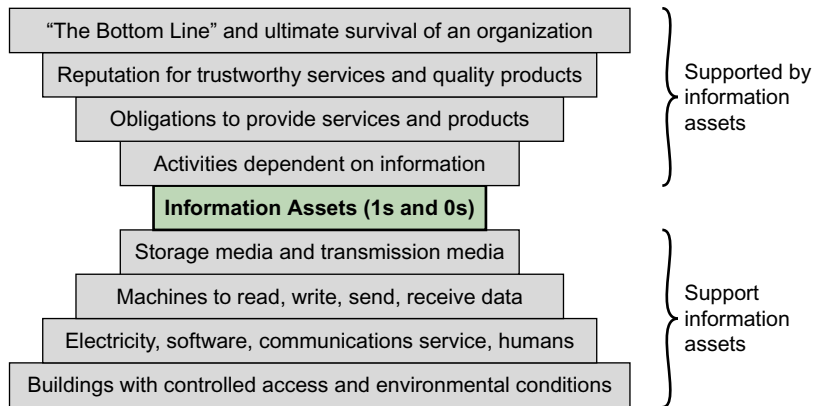 “The Bottom Line” and ultimate survival of an organization
Reputation for trustworthy services and quality products
Obligations to provide services and products
Activities dependent on information
Supported by
information
assets
Information Assets (1s and 0s)
Storage media and transmission media
Machines to read, write, send, receive data
Electricity, software, communications service, humans
Buildings with controlled access and environmental conditions
Support
information
assets